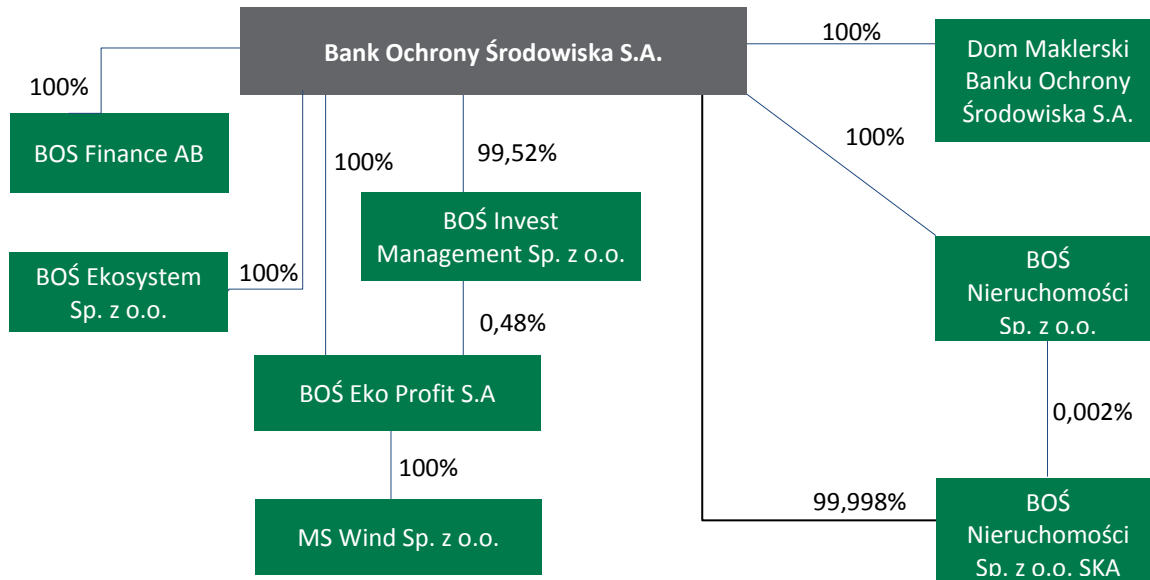 Bank Ochrony Środowiska S.A.
100%
Dom Maklerski
Banku Ochrony
Środowiska S.A.
100%
BOS Finance AB
100%
99,52%
100%
BOŚ Invest
Management Sp. z o.o.
BOŚ Ekosystem
Sp. z o.o.
100%
BOŚ
Nieruchomości
Sp. z o.o.
0,48%
BOŚ Eko Profit S.A
0,002%
100%
MS Wind Sp. z o.o.
99,998%
BOŚ
Nieruchomości
Sp. z o.o. SKA